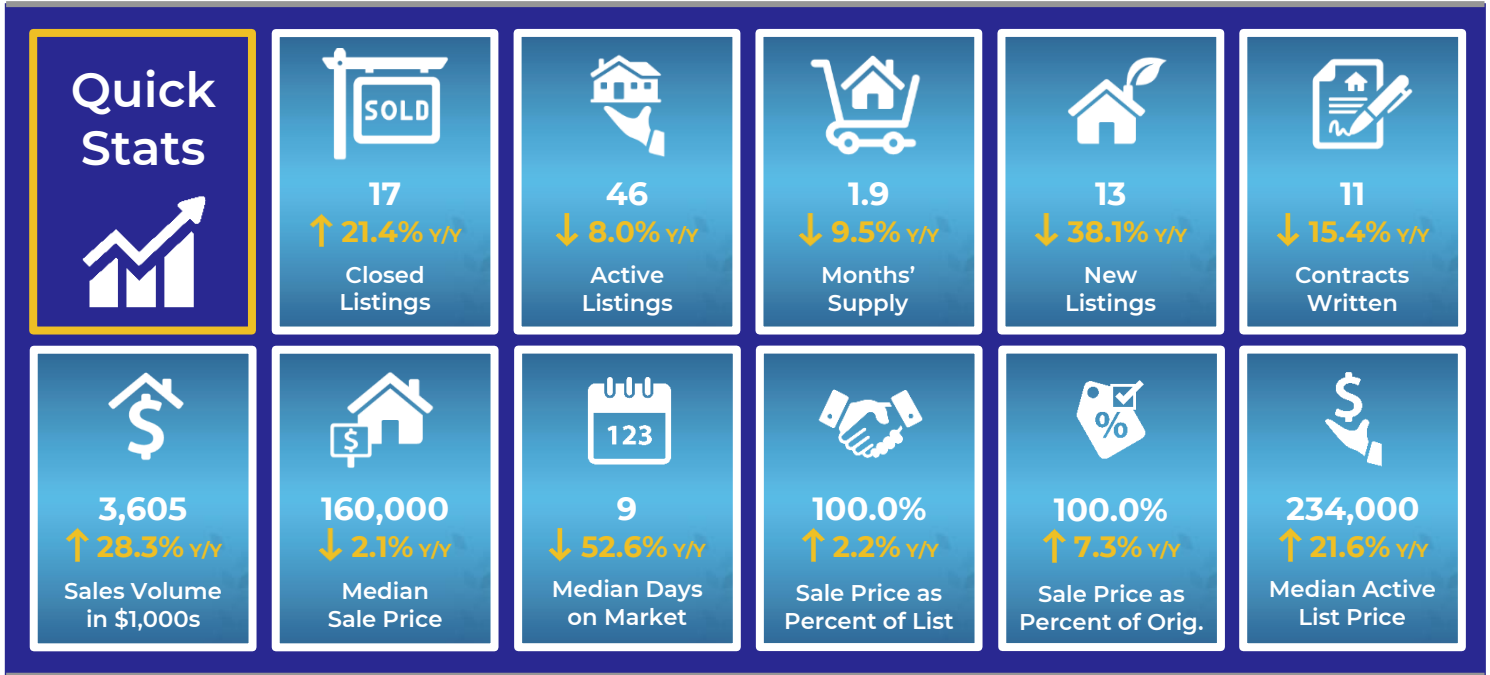 Quick
Stats
SOLD
17
↑ 21.4% Y/Y
Closed
Listings
46
↓ 8.0% Y/Y
Active
Listings
1.9
↓ 9.5% Y/Y
Months’
Supply
13
↓ 38.1% Y/Y
New
Listings
11
↓ 15.4% Y/Y
Contracts
Written
$
3,605
↑ 28.3% Y/Y
Sales Volume
in $1,000s
$
160,000
↓ 2.1% Y/Y
Median
Sale Price
123
9
↓ 52.6% Y/Y
Median Days
on Market
100.0%
↑ 2.2% Y/Y
Sale Price as
Percent of List
%
100.0%
↑ 7.3% Y/Y
Sale Price as
Percent of Orig.
$
234,000
↑ 21.6% Y/Y
Median Active
List Price